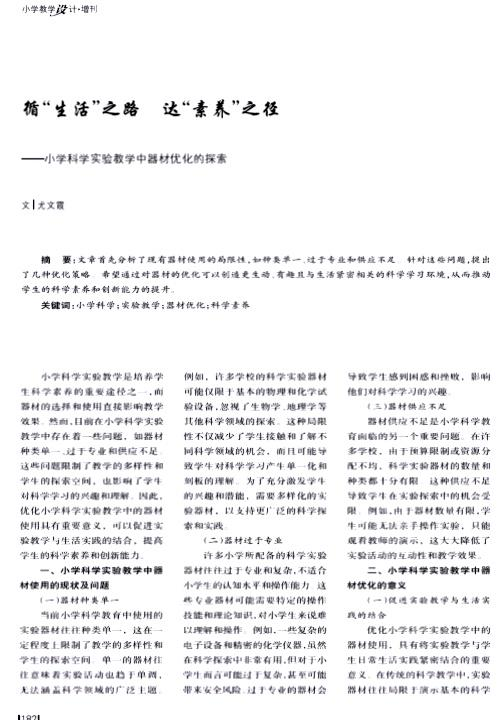 小学教学设计·增刊
循“生活”之路　达“素养”之径
——小学科学实验教学中器材优化的探索
文|尤文霞
摘　要:文章首先分析了现有器材使用的局限性,如种类单一、过于专业和供应不足。针对这些问题,提出
了几种优化策略。希望通过对器材的优化可以创造更生动、有趣且与生活紧密相关的科学学习环境,从而推动
学生的科学素养和创新能力的提升。
关键词:小学科学;实验教学;器材优化;科学素养
小学科学实验教学是培养学
生科学素养的重要途径之一,而
器材的选择和使用直接影响教学
效果。然而,目前在小学科学实验
教学中存在着一些问题,如器材
种类单一、过于专业和供应不足。
这些问题限制了教学的多样性和
学生的探索空间,也影响了学生
对科学学习的兴趣和理解。因此,
优化小学科学实验教学中的器材
使用具有重要意义,可以促进实
验教学与生活实践的结合,提高
学生的科学素养和创新能力。
一、小学科学实验教学中器
材使用的现状及问题
(一)器材种类单一
当前小学科学教育中使用的
实验器材往往种类单一,这在一
定程度上限制了教学的多样性和
学生的探索空间。单一的器材往
往意味着实验活动也趋于单调,
无法涵盖科学领域的广泛主题。
例如，许多学校的科学实验器材
可能仅限于基本的物理和化学试
验设备,忽视了生物学、地理学等
其他科学领域的探索。这种局限
性不仅减少了学生接触和了解不
同科学领域的机会，而且可能导
致学生对科学学习产生单一化和
刻板的理解。为了充分激发学生
的兴趣和潜能，需要多样化的实
验器材，以支持更广泛的科学探
索和实践。
(二)器材过于专业
许多小学所配备的科学实验
器材往往过于专业和复杂,不适合
小学生的认知水平和操作能力。这
些专业器材可能需要特定的操作
技能和理论知识,对小学生来说难
以理解和操作。例如,一些复杂的
电子设备和精密的化学仪器,虽然
在科学探索中非常有用,但对于小
学生而言可能过于复杂,甚至可能
带来安全风险。过于专业的器材会
导致学生感到困惑和挫败，影响
他们对科学学习的兴趣。
(三)器材供应不足
器材供应不足是小学科学教
育面临的另一个重要问题。在许
多学校，由于预算限制或资源分
配不均，科学实验器材的数量和
种类都十分有限。这种供应不足
导致学生在实验探索中的机会受
限。例如,由于器材数量有限,学
生可能无法亲手操作实验，只能
观看教师的演示，这大大降低了
实验活动的互动性和教学效果。
二、小学科学实验教学中器
材优化的意义
(一)促进实验教学与生活实
践的结合
优化小学科学实验教学中的
器材使用，具有将实验教学与学
生日常生活实践紧密结合的重要
意义。在传统的科学教学中,实验
器材往往局限于演示基本的科学
|182|